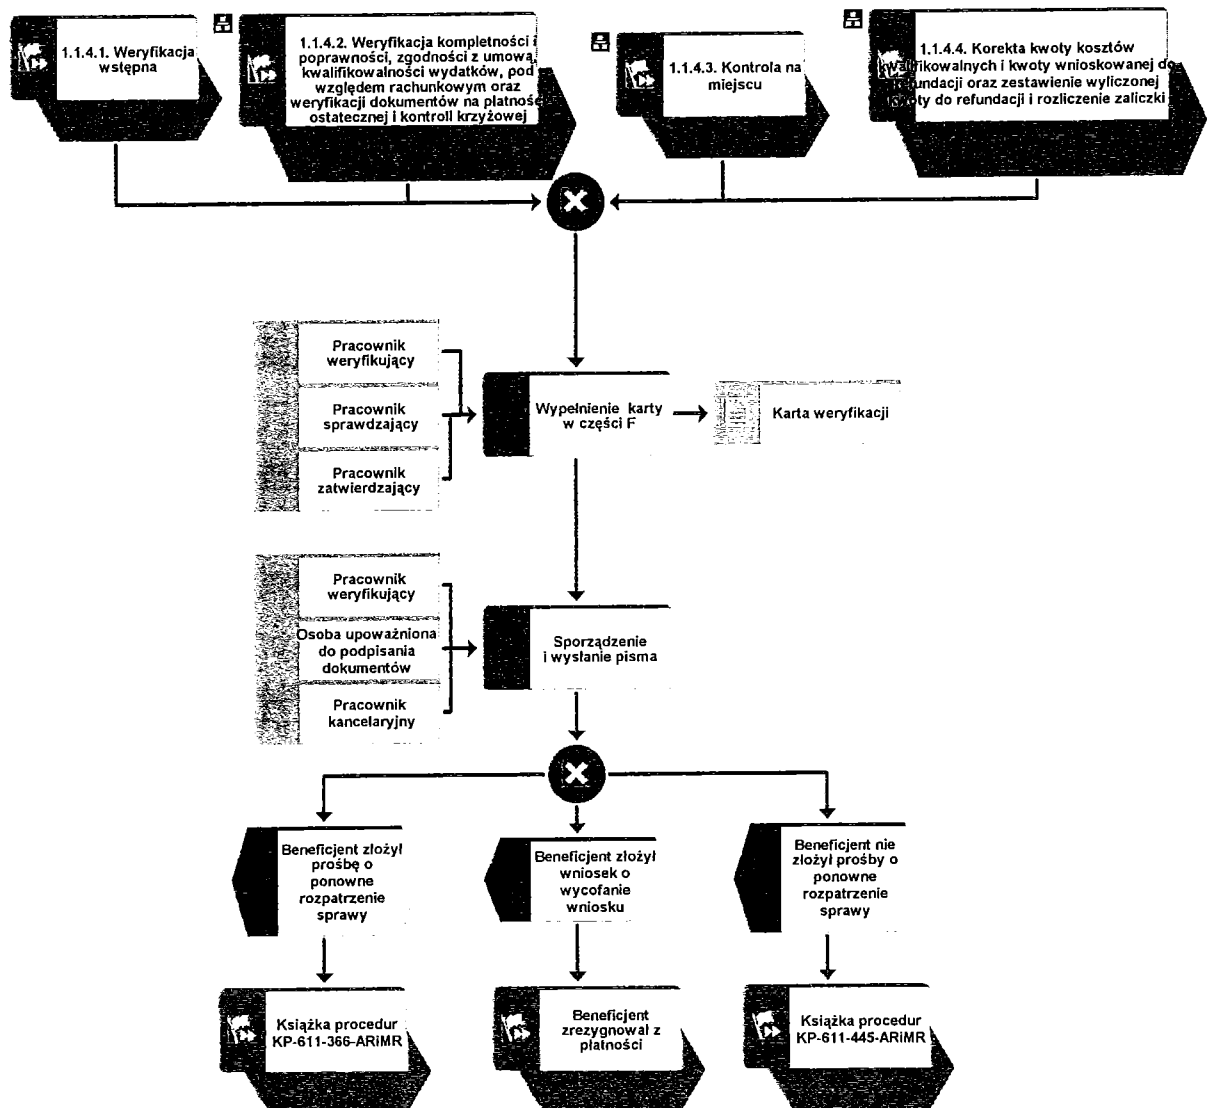 1.1.4.1. Weryfikacja
wstępna
1.1.4.2. Weryfikacja kompletności i
poprawności, zgodności z umową,
kwalifikowalności wydatków, pod
względem rachunkowym oraz
weryfikacji dokumentów na płatność
ostatecznej i kontroli krzyżowej
1.1.4.3. Kontrola na
miejscu
1.1.4.4. Korekta kwoty kosztów
kwalifikowalnych i kwoty wnioskowanej do
refundacji oraz zestawienie wyliczonej
kwoty do refundacji i rozliczenie zaliczki
Pracownik
weryfikujący
Pracownik
sprawdzający
Pracownik
zatwierdzający
Wypełnienie karty
w części F
Karta weryfikacji
Pracownik
weryfikujący
Osoba upoważniona
do podpisania
dokumentów
Pracownik
kancelaryjny
Sporządzenie
i wysłanie pisma
Beneficjent złożył
prośbę o
ponowne
rozpatrzenie
sprawy
Beneficjent złożył
wniosek o
wycofanie
wniosku
Beneficjent nie
złożył prośby o
ponowne
rozpatrzenie
sprawy
Książka procedur
KP-611-366-ARiMR
Beneficjent
zrezygnował z
płatności
Książka procedur
KP-611-445-ARiMR